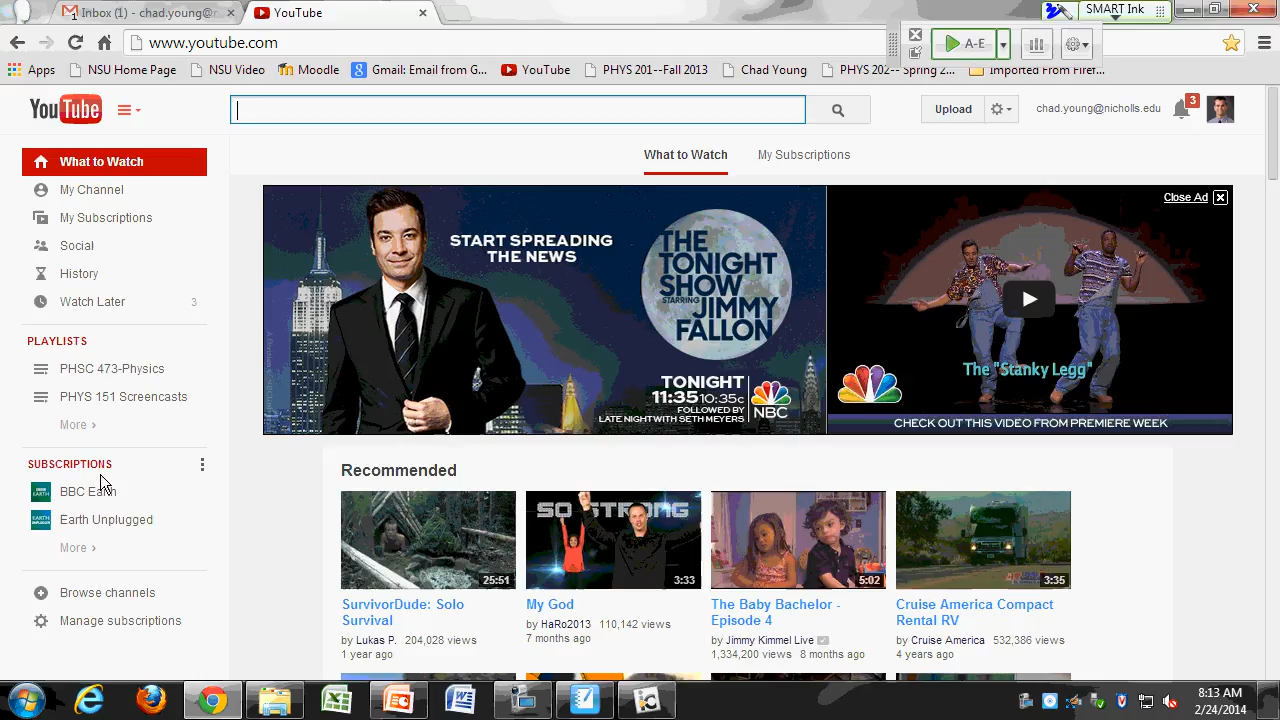 Inbox (1) - chad.young@r
YouTube
SMART Ink
www.youtube.com
A-E
Apps
NSU Home Page
NSU Video
Moodle
Gmail: Email from G...
YouTube
PHYS 201--Fall 2013
Chad Young
PHYS 202-- Spring 2...
Imported From Firef...
YouTube
Upload
chad.young@nicholls.edu
3
What to Watch
My Channel
My Subscriptions
Social
History
Watch Later 3
PLAYLISTS
PHSC 473-Physics
PHYS 151 Screencasts
More ›
SUBSCRIPTIONS
BBC Earth
Earth Unplugged
More ›
Browse channels
Manage subscriptions
What to Watch
My Subscriptions
START SPREADING
THE NEWS
THE
TONIGHT
SHOW
STARRING JIMMY
FALLON
TONIGHT
11:35 10:35c
FOLLOWED BY
LATE NIGHT WITH SETH MEYERS
NBC
Close Ad
The "Stanky Legg"
CHECK OUT THIS VIDEO FROM PREMIERE WEEK
Recommended
25:51
SurvivorDude: Solo
Survival
by Lukas P. 204,028 views
1 year ago
SO STRONG
3:33
My God
by HaRo2013 110,142 views
7 months ago
5:02
The Baby Bachelor -
Episode 4
by Jimmy Kimmel Live
1,334,200 views 8 months ago
3:35
Cruise America Compact
Rental RV
by Cruise America 532,386 views
4 years ago
8:13 AM
2/24/2014